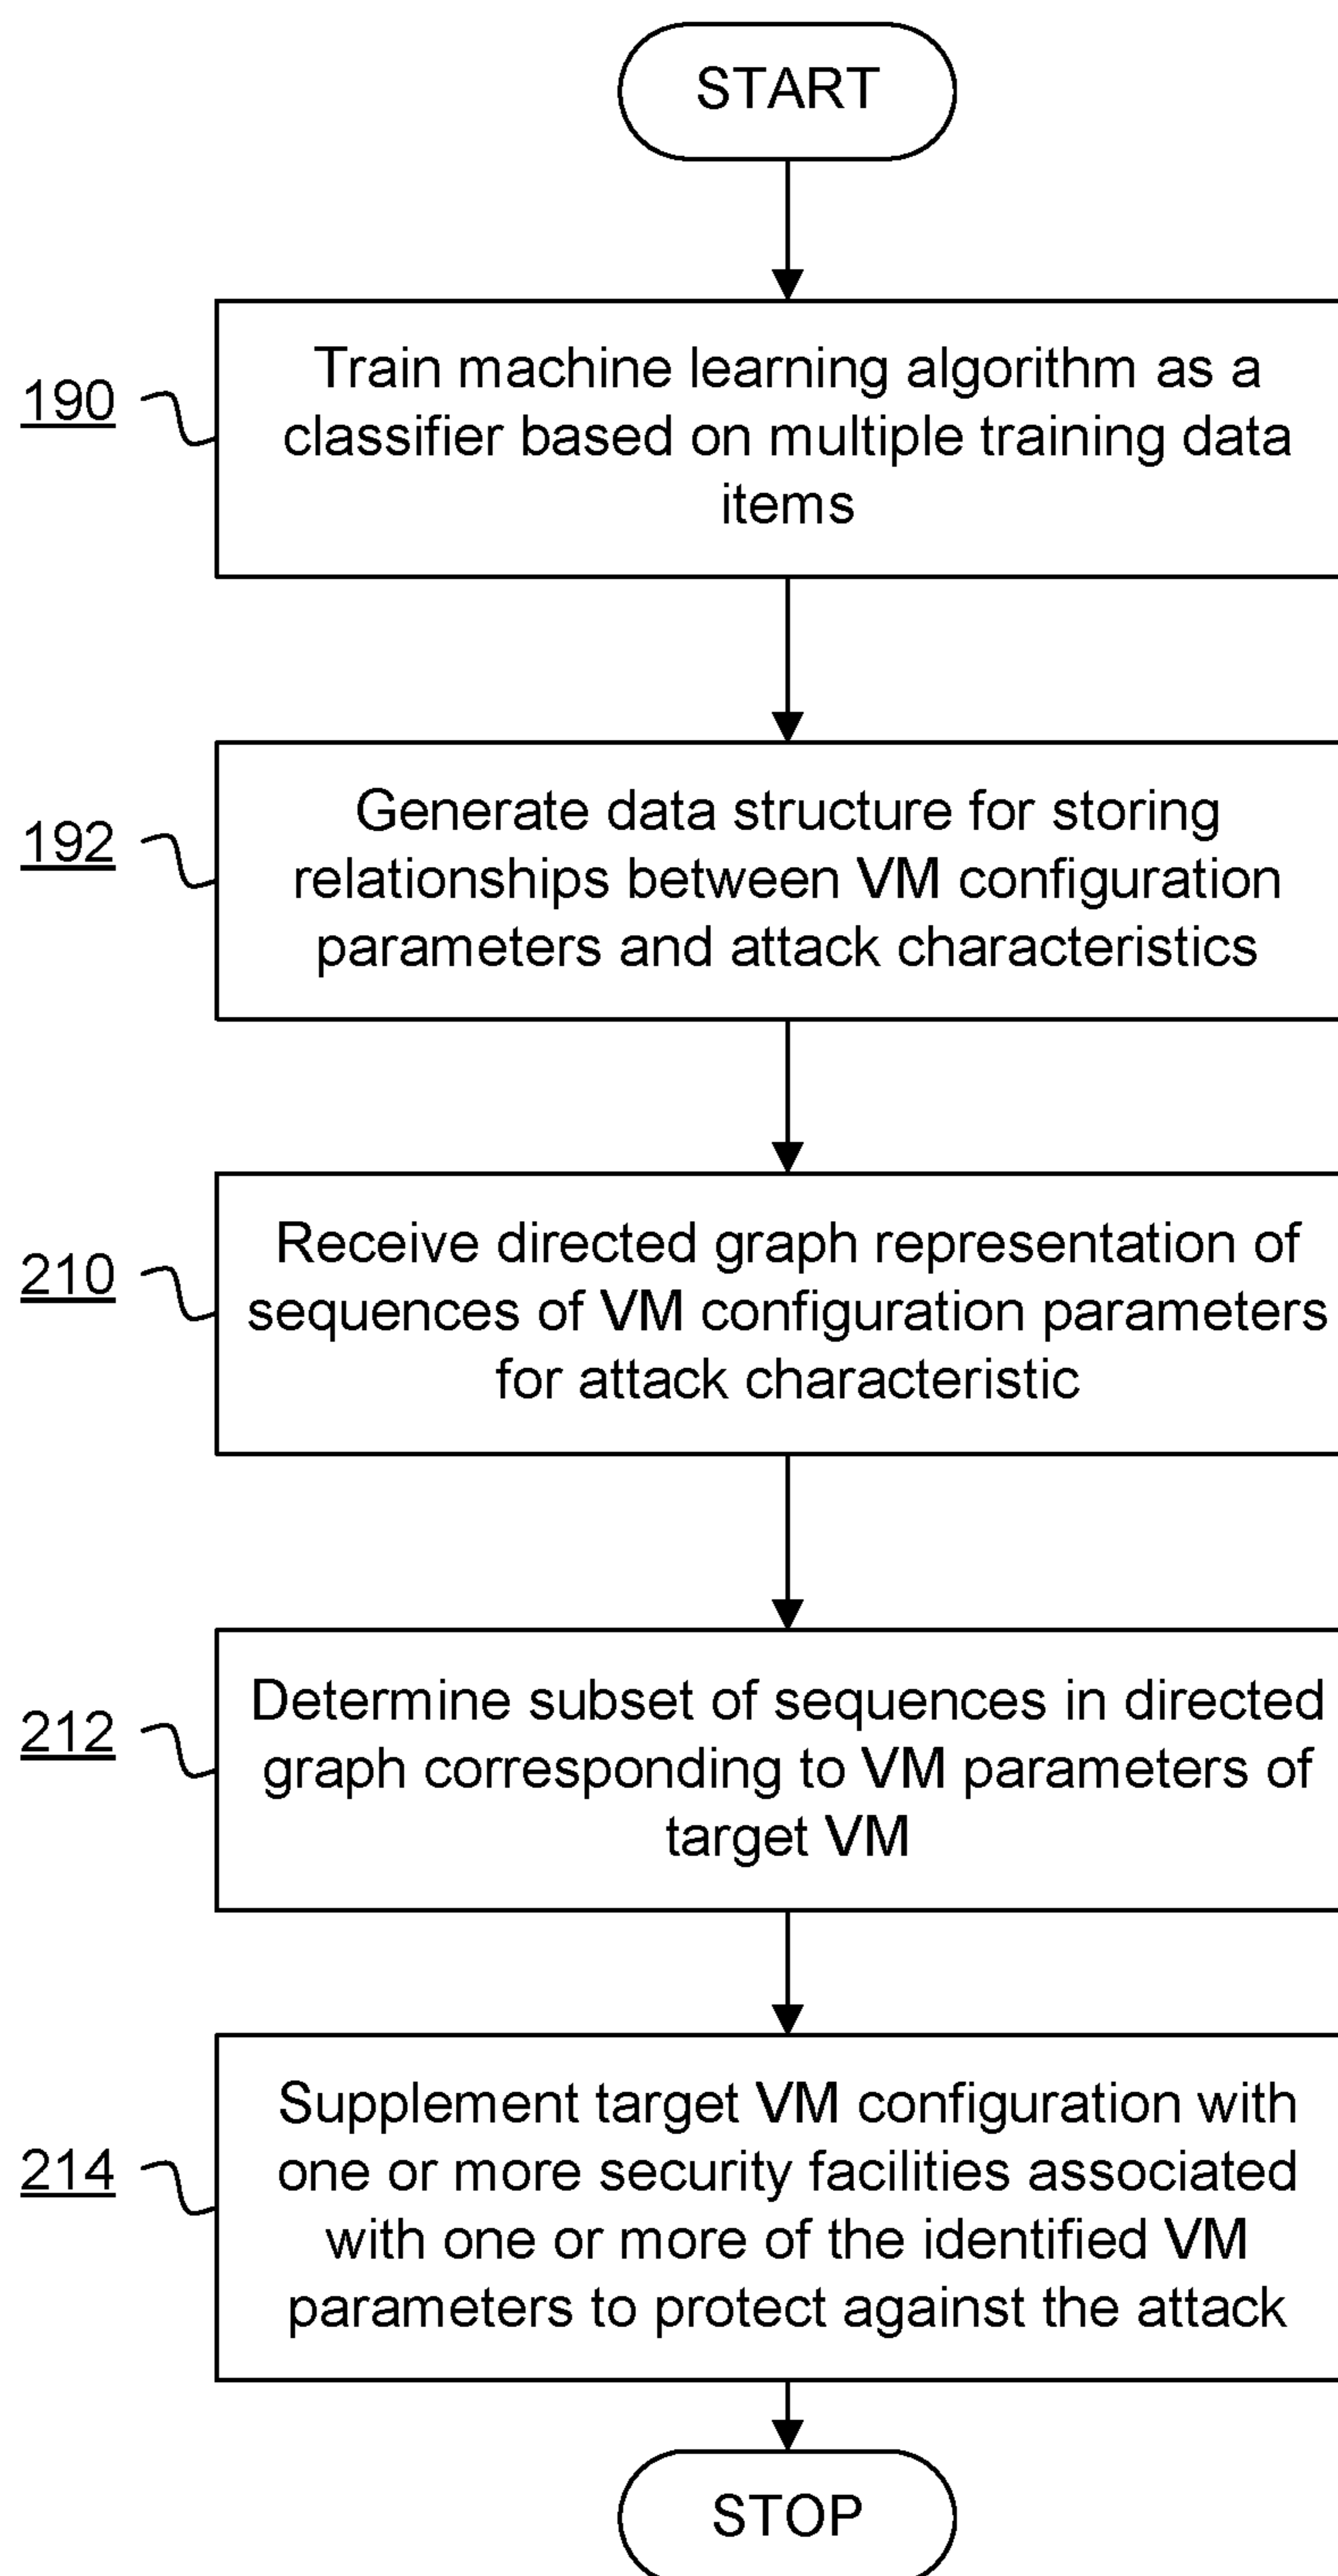 START
190
Train machine learning algorithm as a
classifier based on multiple training data
items
192
Generate data structure for storing
relationships between VM configuration
parameters and attack characteristics
210
Receive directed graph representation of
sequences of VM configuration parameters
for attack characteristic
212
Determine subset of sequences in directed
graph corresponding to VM parameters of
target VM
214
Supplement target VM configuration with
one or more security facilities associated
with one or more of the identified VM
parameters to protect against the attack
STOP